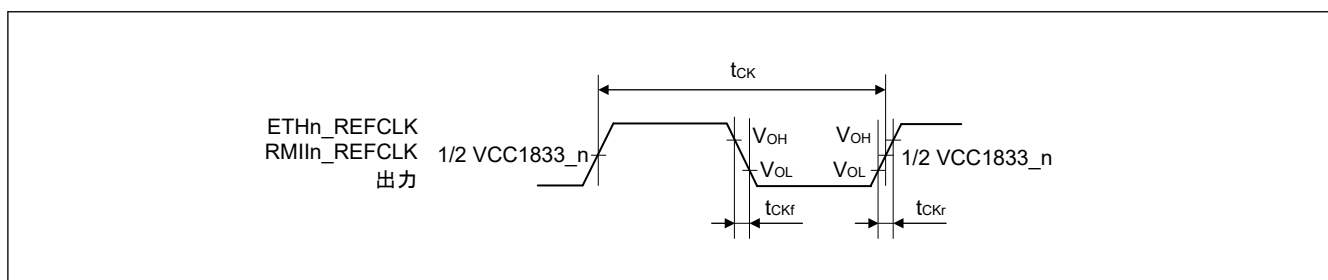 tCK
ETHn_REFCLK
RMIIn_REFCLK
出力
1/2 VCC1833_n
VOH
VOL
VOH
VOL
1/2 VCC1833_n
tCKf
tCKr